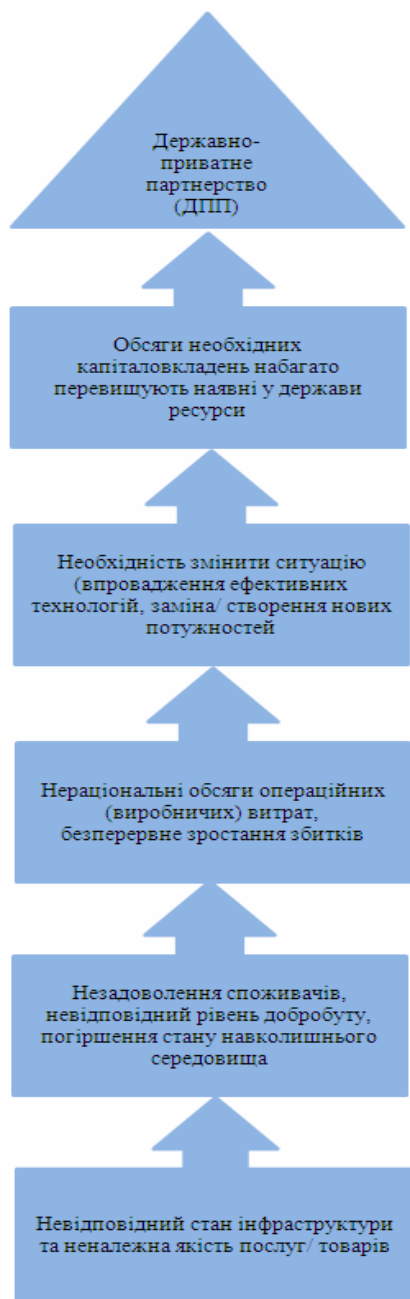 Державно-
приватне
партнерство
(ДПП)
Обсяги необхідних
капіталовкладень набагато
перевищують наявні у держави
ресурси
Необхідність змінити ситуацію
(впровадження ефективних
технологій, заміна/ створення нових
потужностей
Нераціональні обсяги операційних
(виробничих) витрат,
безперервне зростання збитків
Незадоволення споживачів,
невідповідний рівень добробуту,
погіршення стану навколишнього
середовища
Невідповідний стан інфраструктури
та неналежна якість послуг/ товарів